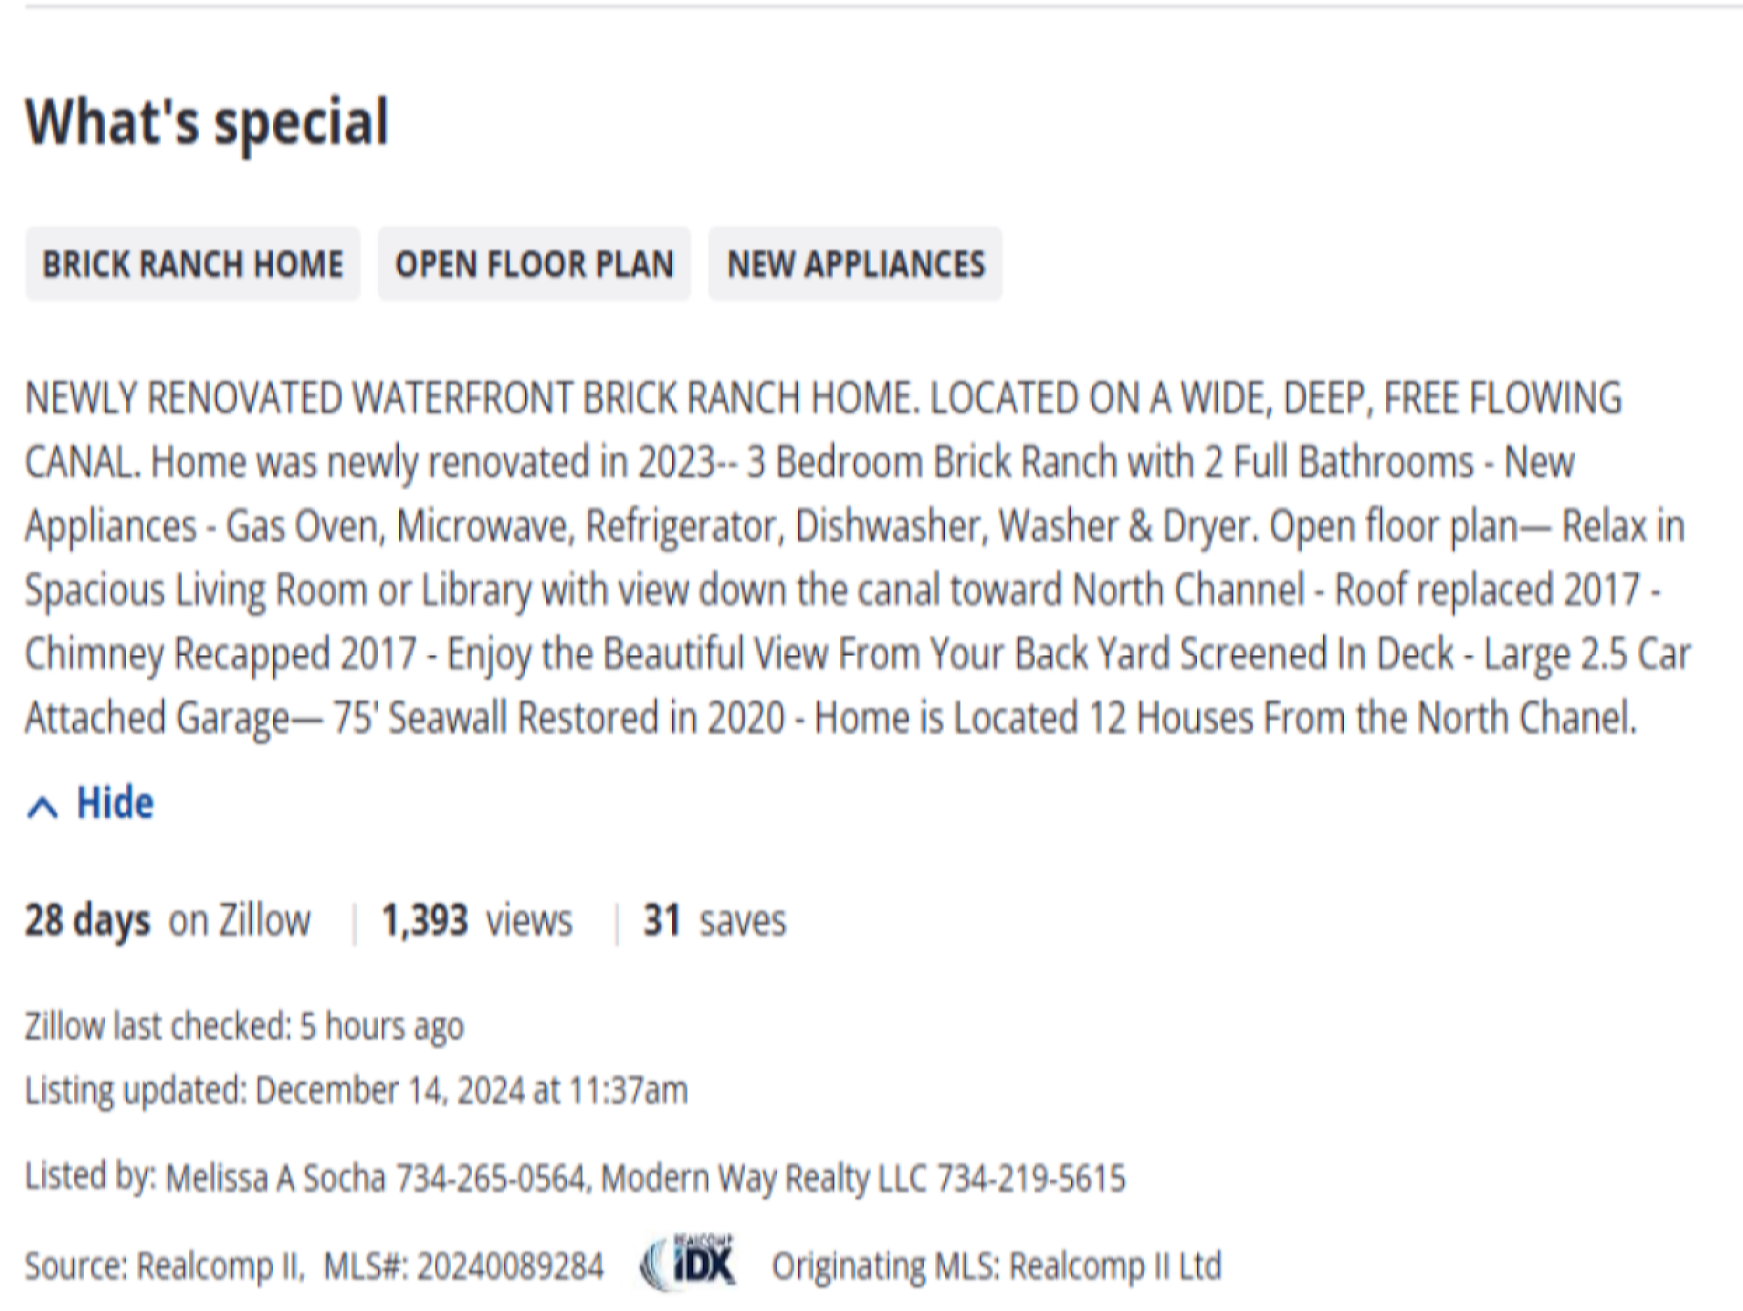 What's special
BRICK RANCH HOME OPEN FLOOR PLAN NEW APPLIANCES
NEWLY RENOVATED WATERFRONT BRICK RANCH HOME. LOCATED ON A WIDE, DEEP, FREE FLOWING
CANAL. Home was newly renovated in 2023-- 3 Bedroom Brick Ranch with 2 Full Bathrooms - New
Appliances - Gas Oven, Microwave, Refrigerator, Dishwasher, Washer & Dryer. Open floor plan— Relax in
Spacious Living Room or Library with view down the canal toward North Channel - Roof replaced 2017 -
Chimney Recapped 2017 - Enjoy the Beautiful View From Your Back Yard Screened In Deck - Large 2.5 Car
Attached Garage— 75' Seawall Restored in 2020 - Home is Located 12 Houses From the North Chanel.
Hide
28 days on Zillow | 1,393 views | 31 saves
Zillow last checked: 5 hours ago
Listing updated: December 14, 2024 at 11:37am
Listed by: Melissa A Socha 734-265-0564, Modern Way Realty LLC 734-219-5615
Source: Realcomp II, MLS#: 20240089284 REALCOMP iDX Originating MLS: Realcomp II Ltd